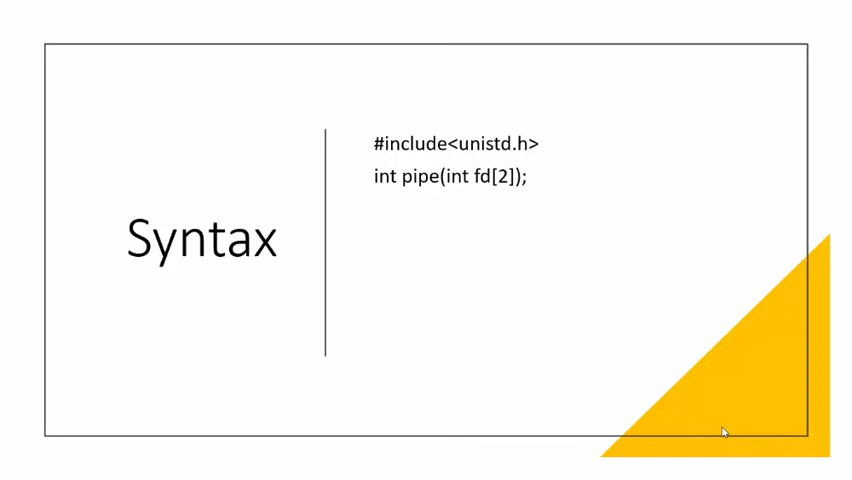 Syntax
#include<unistd.h>
int pipe(int fd[2]);